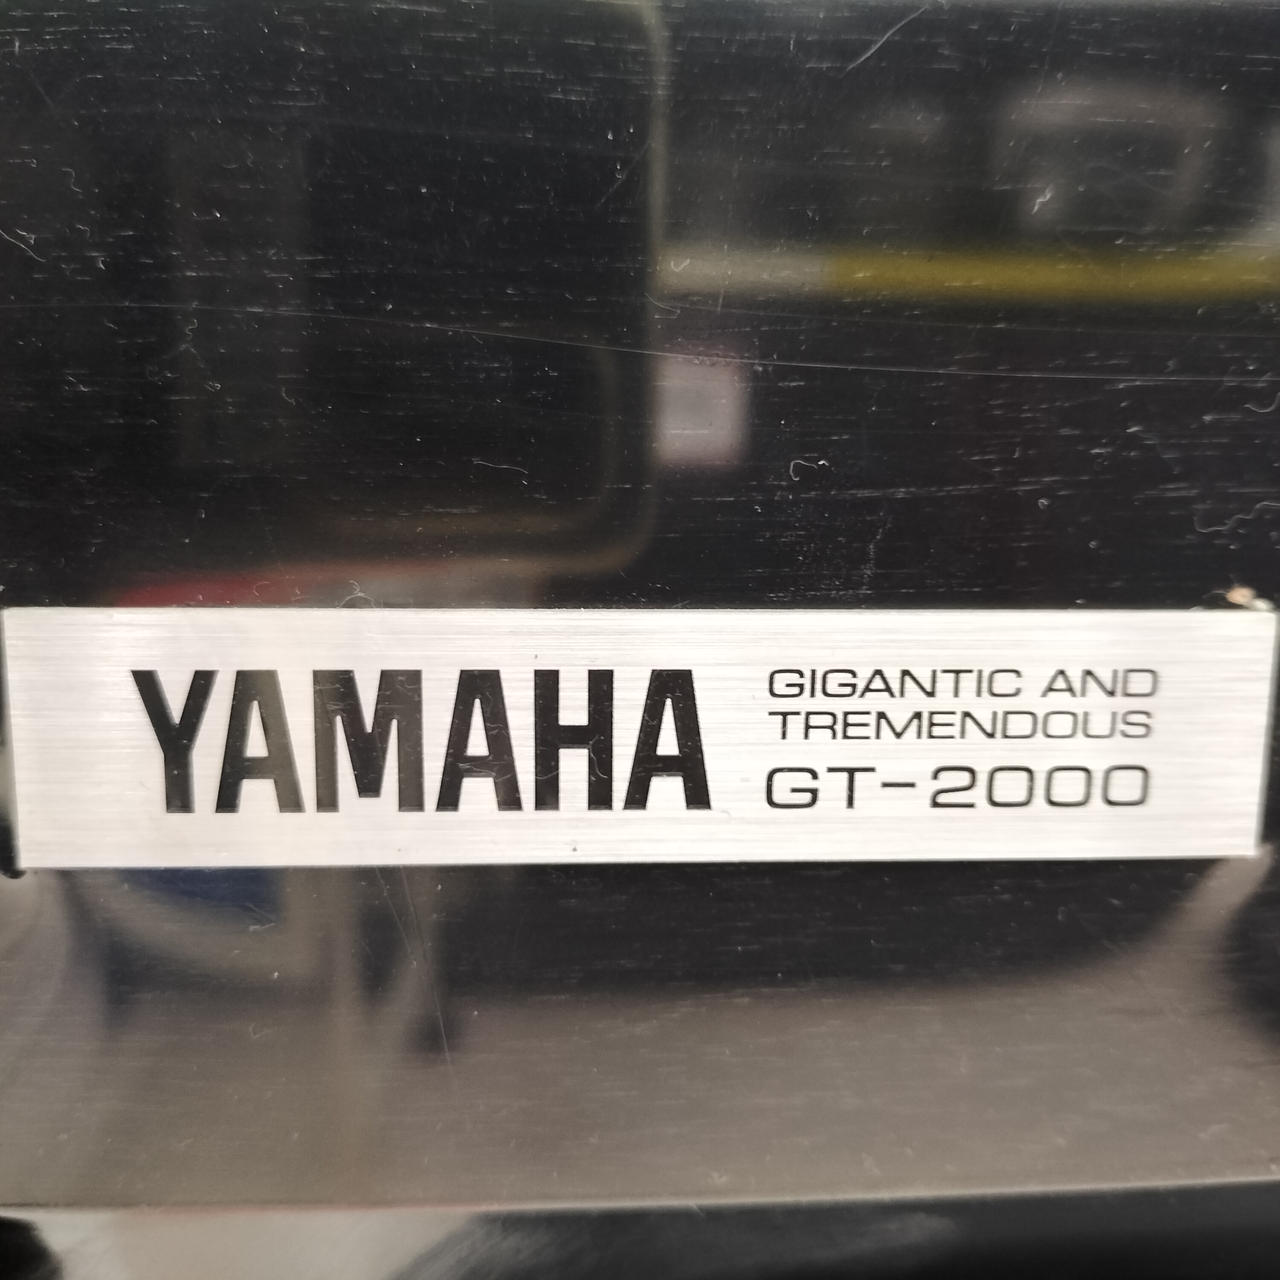 YAMAHA
GIGANTIC AND
TREMENDOUS
GT-2000